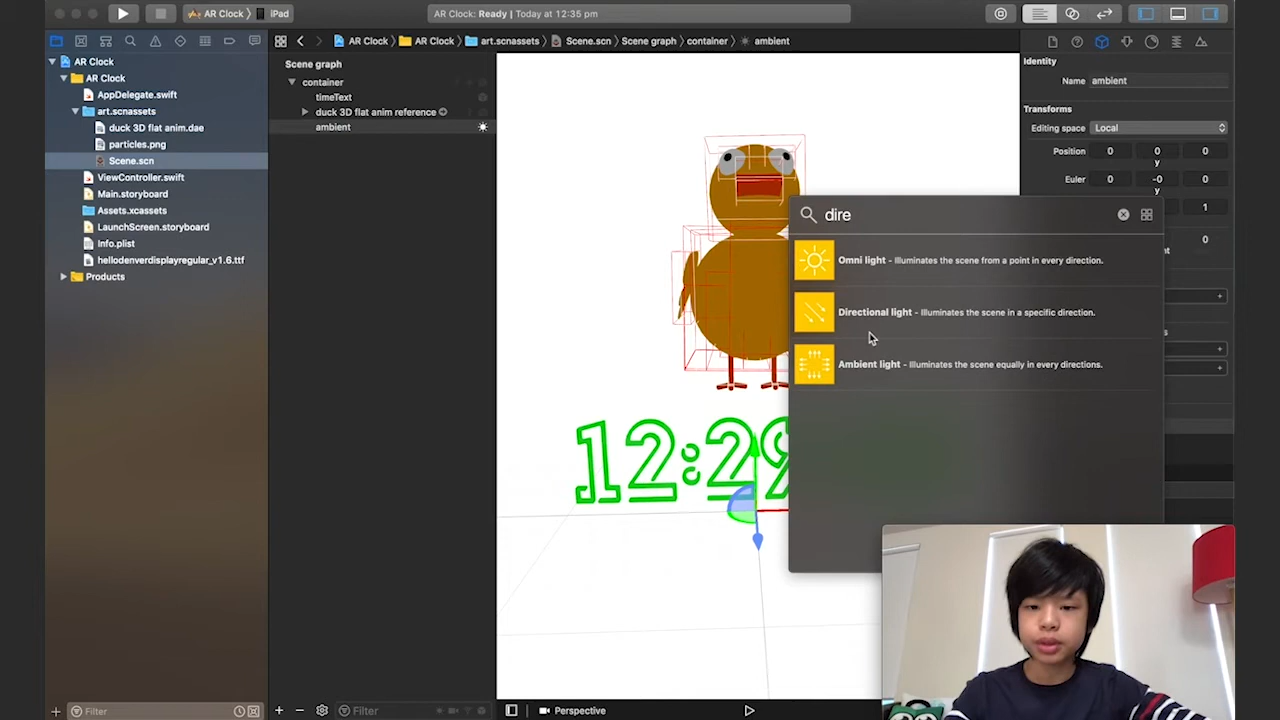 AR Clock 〉 iPad
AR Clock: Ready | Today at 12:35 pm
AR Clock
AR Clock
AppDelegate.swift
art.scnassets
duck 3D flat anim.dae
particles.png
Scene.scn
ViewController.swift
Main.storyboard
Assets.xcassets
LaunchScreen.storyboard
Info.plist
hellodenverdisplayregular_v1.6.ttf
Products
Filter
AR Clock 〉 AR Clock 〉 art.scnassets 〉 Scene.scn 〉 Scene graph 〉 container 〉 ambient
Scene graph
container
timeText
duck 3D flat anim reference
ambient
Filter
12:29
Perspective
dire
Omni light - Illuminates the scene from a point in every direction.
Directional light - Illuminates the scene in a specific direction.
Ambient light - Illuminates the scene equally in every directions.
Identity
Name ambient
Transforms
Editing space Local
Position 0 0 0
y
Euler 0 -0 0
y
1
0